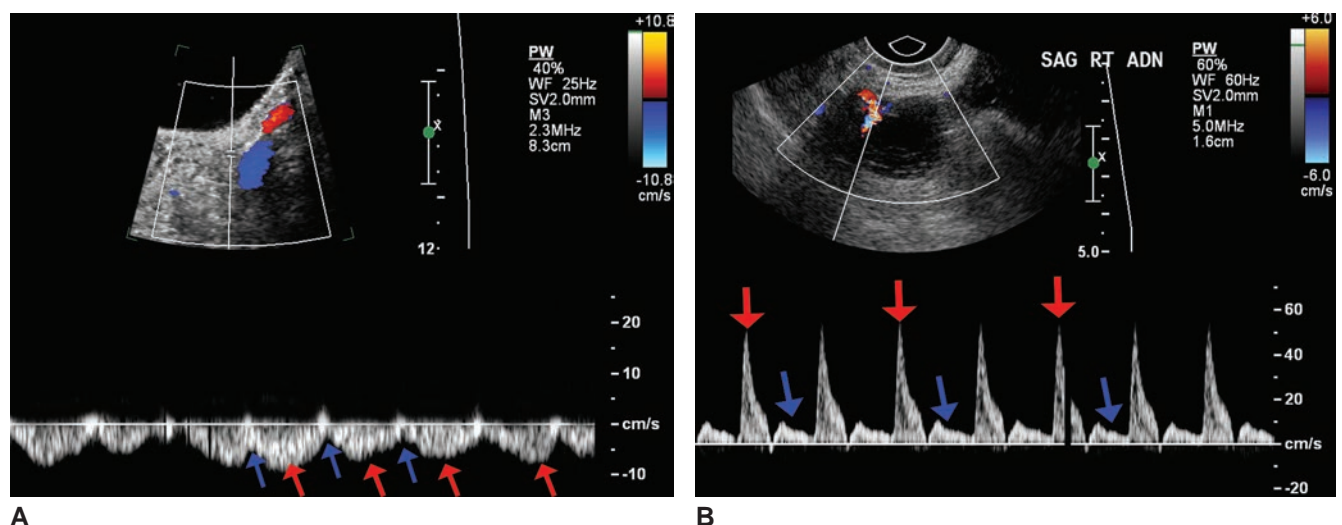 PW
40%
WF 25Hz
SV2.0mm
M3
2.3MHz
8.3cm
+10.8
-10.8
cm/s
X
12
20
10
cm/s
-10
A
SAG RT ADN
PW
60%
WF 60Hz
SV2.0mm
M1
5.0MHz
1.6cm
+6.0
-6.0
cm/s
X
5.0
60
40
20
cm/s
-20
B